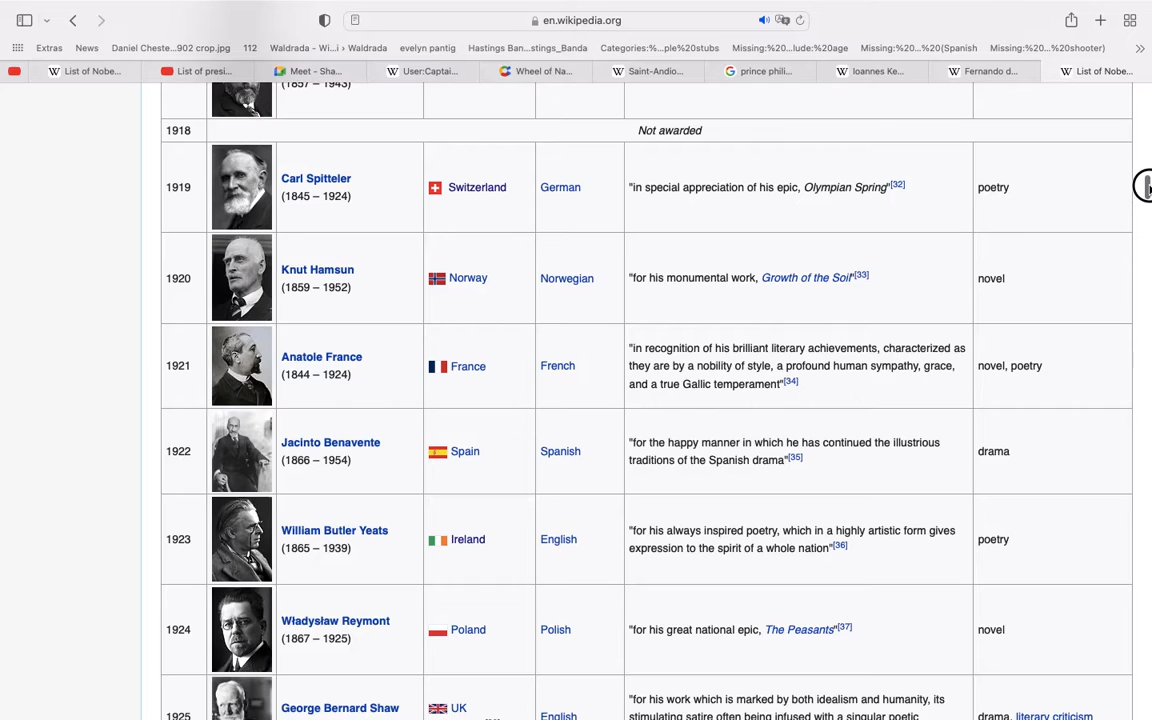 en.wikipedia.org
Extras News Daniel Cheste...902 crop.jpg 112 Waldrada - Wi...i › Waldrada evelyn pantig Hastings Ban...stings_Banda Categories:%...ple%stubs Missing:%20...lude:%20age Missing:%20...%20(Spanish Missing:%20...%20shooter)
List of Nobe... List of presi... Meet - Sha... User:Captai... Wheel of Na... Saint-Andio... prince phili... Ioannes Ke... Fernando d... List of Nobe...
(1857 – 1943)
1918 Not awarded
1919 Carl Spitteler
(1845 – 1924) Switzerland German "in special appreciation of his epic, Olympian Spring"[32] poetry
1920 Knut Hamsun
(1859 – 1952) Norway Norwegian "for his monumental work, Growth of the Soil"[33] novel
1921 Anatole France
(1844 – 1924) France French "in recognition of his brilliant literary achievements, characterized as
they are by a nobility of style, a profound human sympathy, grace,
and a true Gallic temperament"[34] novel, poetry
1922 Jacinto Benavente
(1866 – 1954) Spain Spanish "for the happy manner in which he has continued the illustrious
traditions of the Spanish drama"[35] drama
1923 William Butler Yeats
(1865 – 1939) Ireland English "for his always inspired poetry, which in a highly artistic form gives
expression to the spirit of a whole nation"[36] poetry
1924 Władysław Reymont
(1867 – 1925) Poland Polish "for his great national epic, The Peasants"[37] novel
1925 George Bernard Shaw UK English "for his work which is marked by both idealism and humanity, its
stimulating satire often being infused with a singular poetic drama, literary criticism